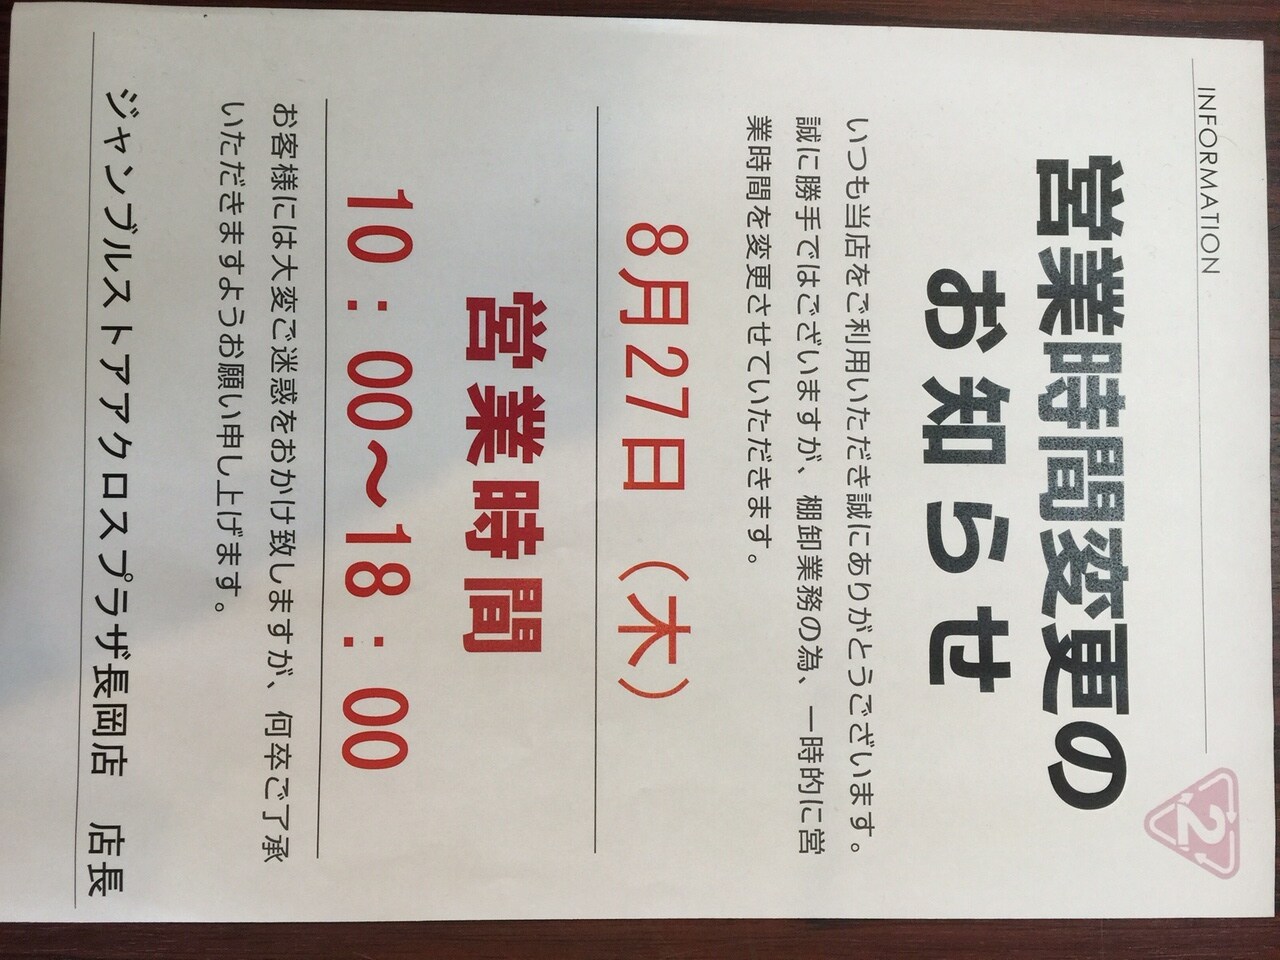 INFORMATION
2
営業時間変更の
お知らせ
いつも当店をご利用いただき誠にありがとうございます。
誠に勝手ではございますが、棚卸業務の為、一時的に営
業時間を変更させていただきます。
8月27日（木）
営業時間
10：00～18：00
お客様には大変ご迷惑をおかけ致しますが、何卒ご了承
いただきますようお願い申し上げます。
ジャンブルストアアクロスプラザ長岡店　店長